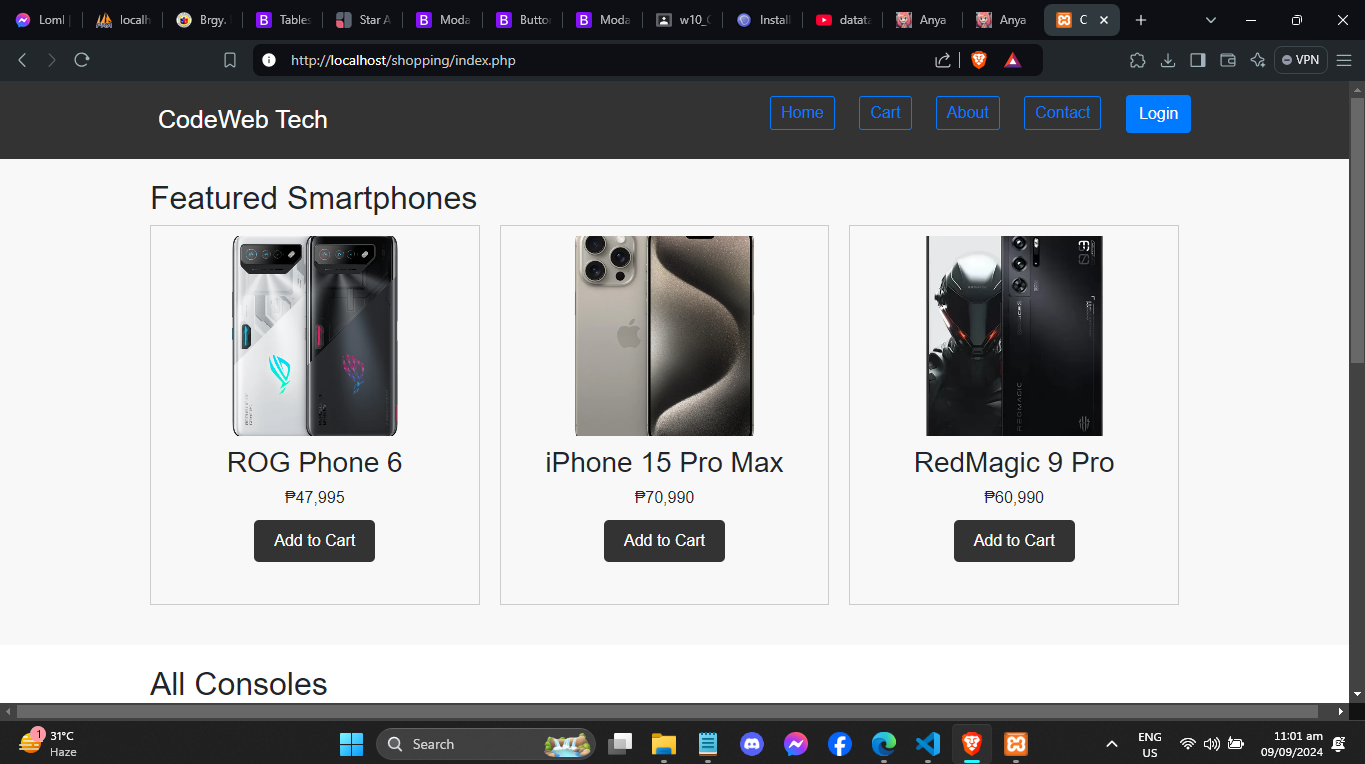 Loml
localh
Brgy.
Tables
Star A
Moda
Butto
Moda
w10_
Install
datata
Anya
Anya
C
http://localhost/shopping/index.php
VPN
CodeWeb Tech
Home
Cart
About
Contact
Login
Featured Smartphones
ROG Phone 6
iPhone 15 Pro Max
RedMagic 9 Pro
₱47,995
₱70,990
₱60,990
Add to Cart
Add to Cart
Add to Cart
All Consoles
1
31°C
Haze
Search
ENG
US
11:01 am
09/09/2024